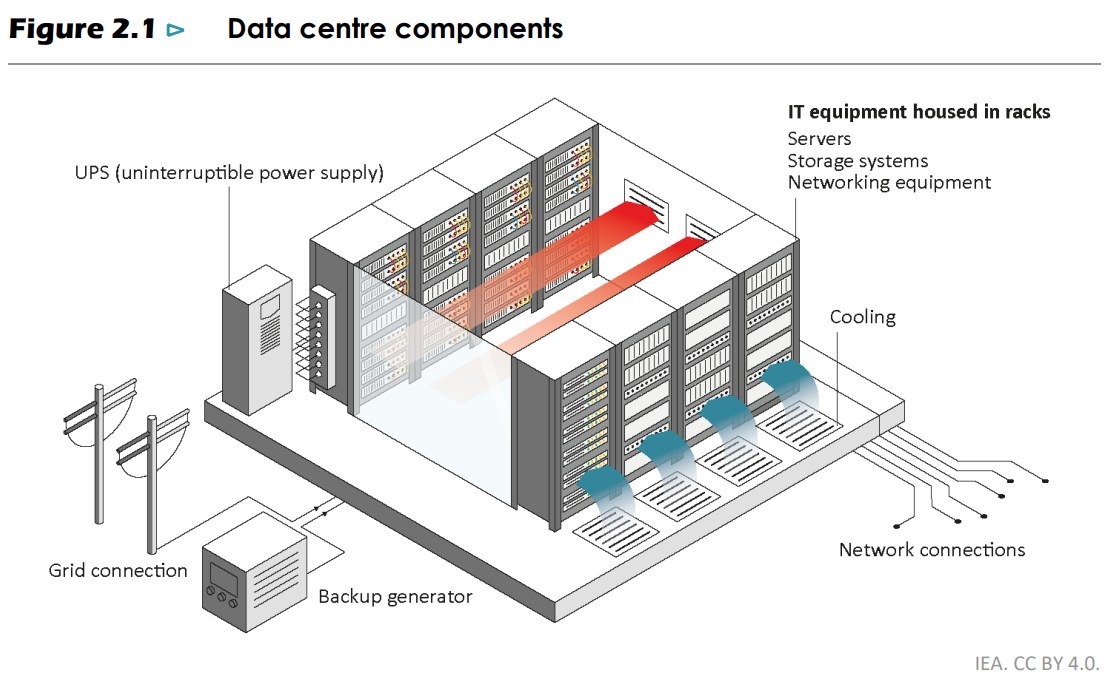 Figure 2.1 ▷ Data centre components
IT equipment housed in racks
Servers
Storage systems
Networking equipment
UPS (uninterruptible power supply)
Cooling
Network connections
Grid connection
Backup generator
IEA. CC BY 4.0.